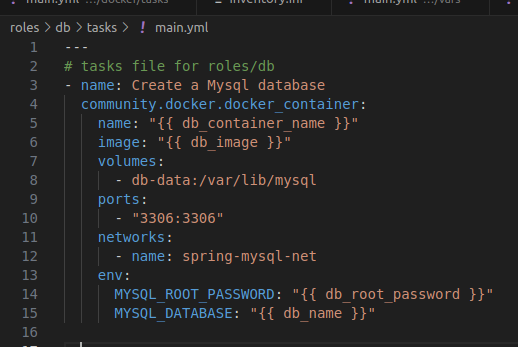 main.yml .../docker/tasks inventory.ini main.yml .../vars
roles > db > tasks > ! main.yml
1 ---
2 # tasks file for roles/db
3 - name: Create a Mysql database
4 community.docker.docker_container:
5 name: "{{ db_container_name }}"
6 image: "{{ db_image }}"
7 volumes:
8 - db-data:/var/lib/mysql
9 ports:
10 - "3306:3306"
11 networks:
12 - name: spring-mysql-net
13 env:
14 MYSQL_ROOT_PASSWORD: "{{ db_root_password }}"
15 MYSQL_DATABASE: "{{ db_name }}"
16
17